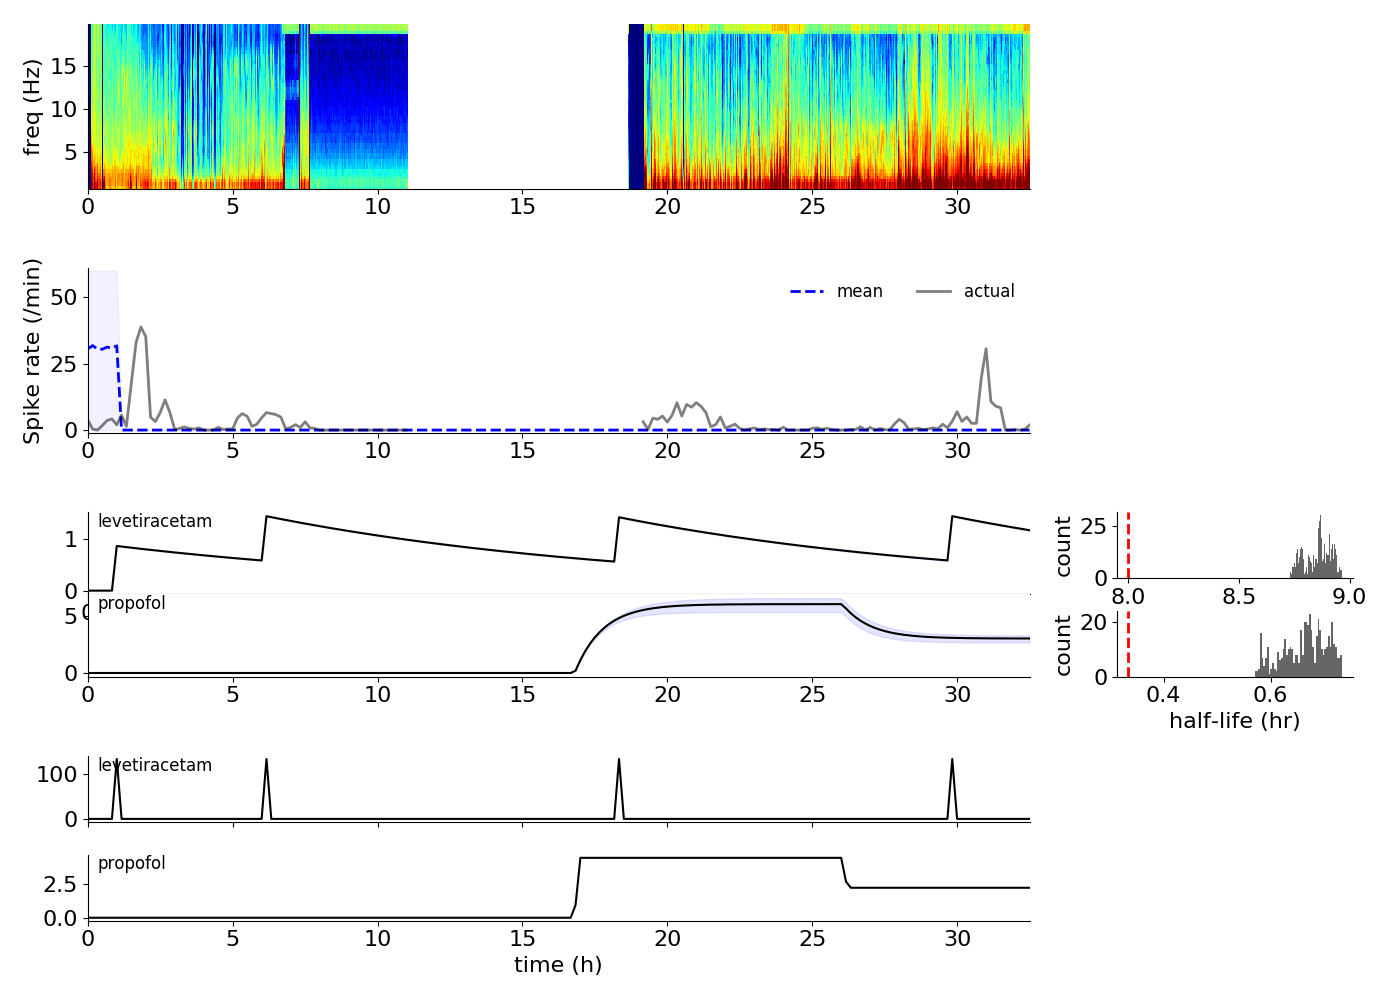 freq (Hz)
15
10
5
0 5 10 15 20 25 30
Spike rate (/min)
50
25
0
mean actual
0 5 10 15 20 25 30
levetiracetam
1
0
0
propofol
5
0
0 5 10 15 20 25 30
count
25
0
8.0 8.5 9.0
count
20
0
0.4 0.6
half-life (hr)
levetiracetam
100
0
propofol
2.5
0.0
0 5 10 15 20 25 30
time (h)